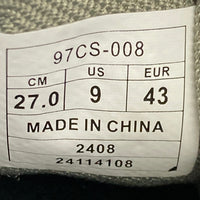 97CS-008
CM US EUR
27.0 9 43
MADE IN CHINA
2408
24114108